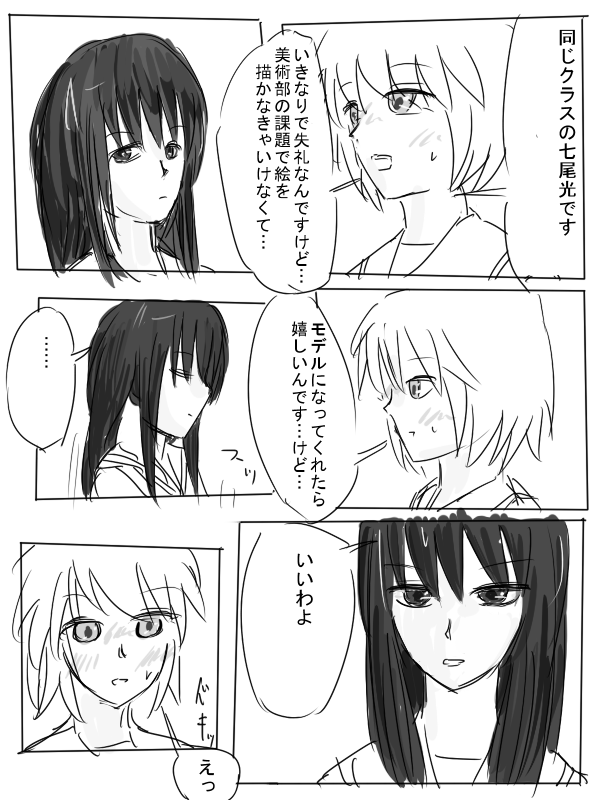 同じクラスの七尾光です
いきなりで失礼なんですけど…
美術部の課題で絵を
描かなきゃいけなくて…
モデルになってくれたら
嬉しいんです…けど…
……
スッ
いいわよ
ドキッ
えっ